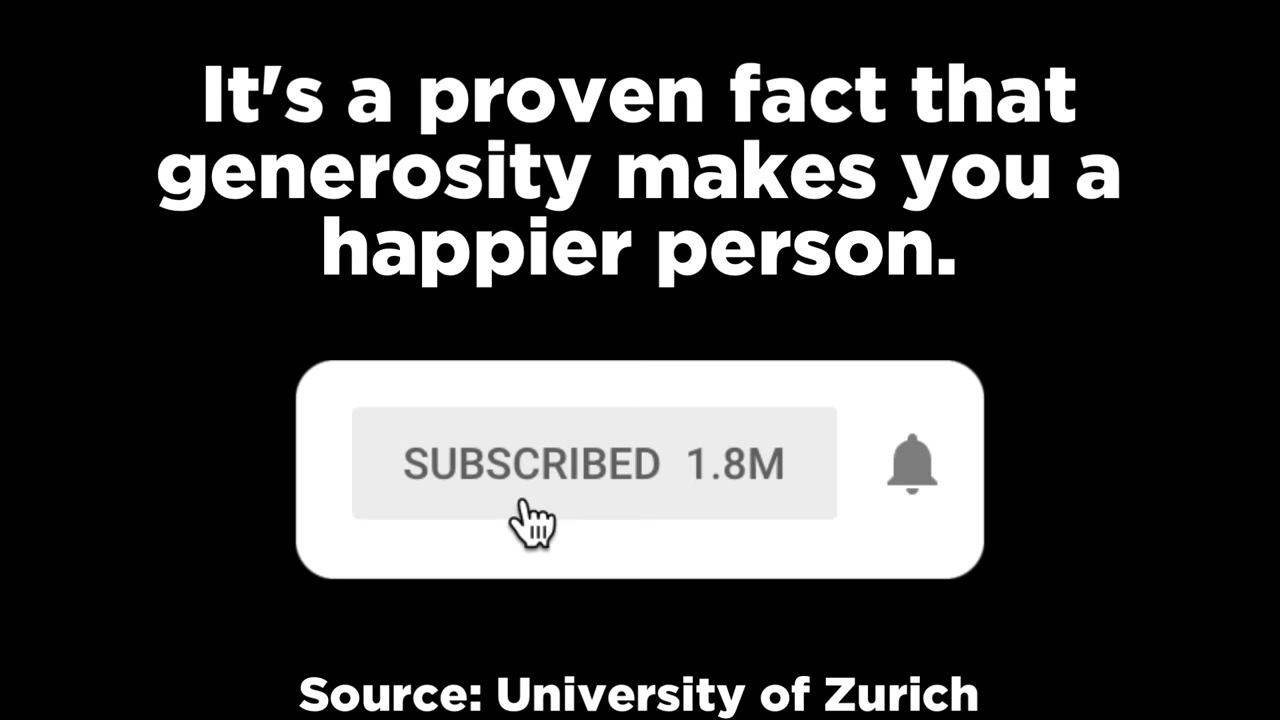 It's a proven fact that
generosity makes you a
happier person.
SUBSCRIBED 1.8M
Source: University of Zurich